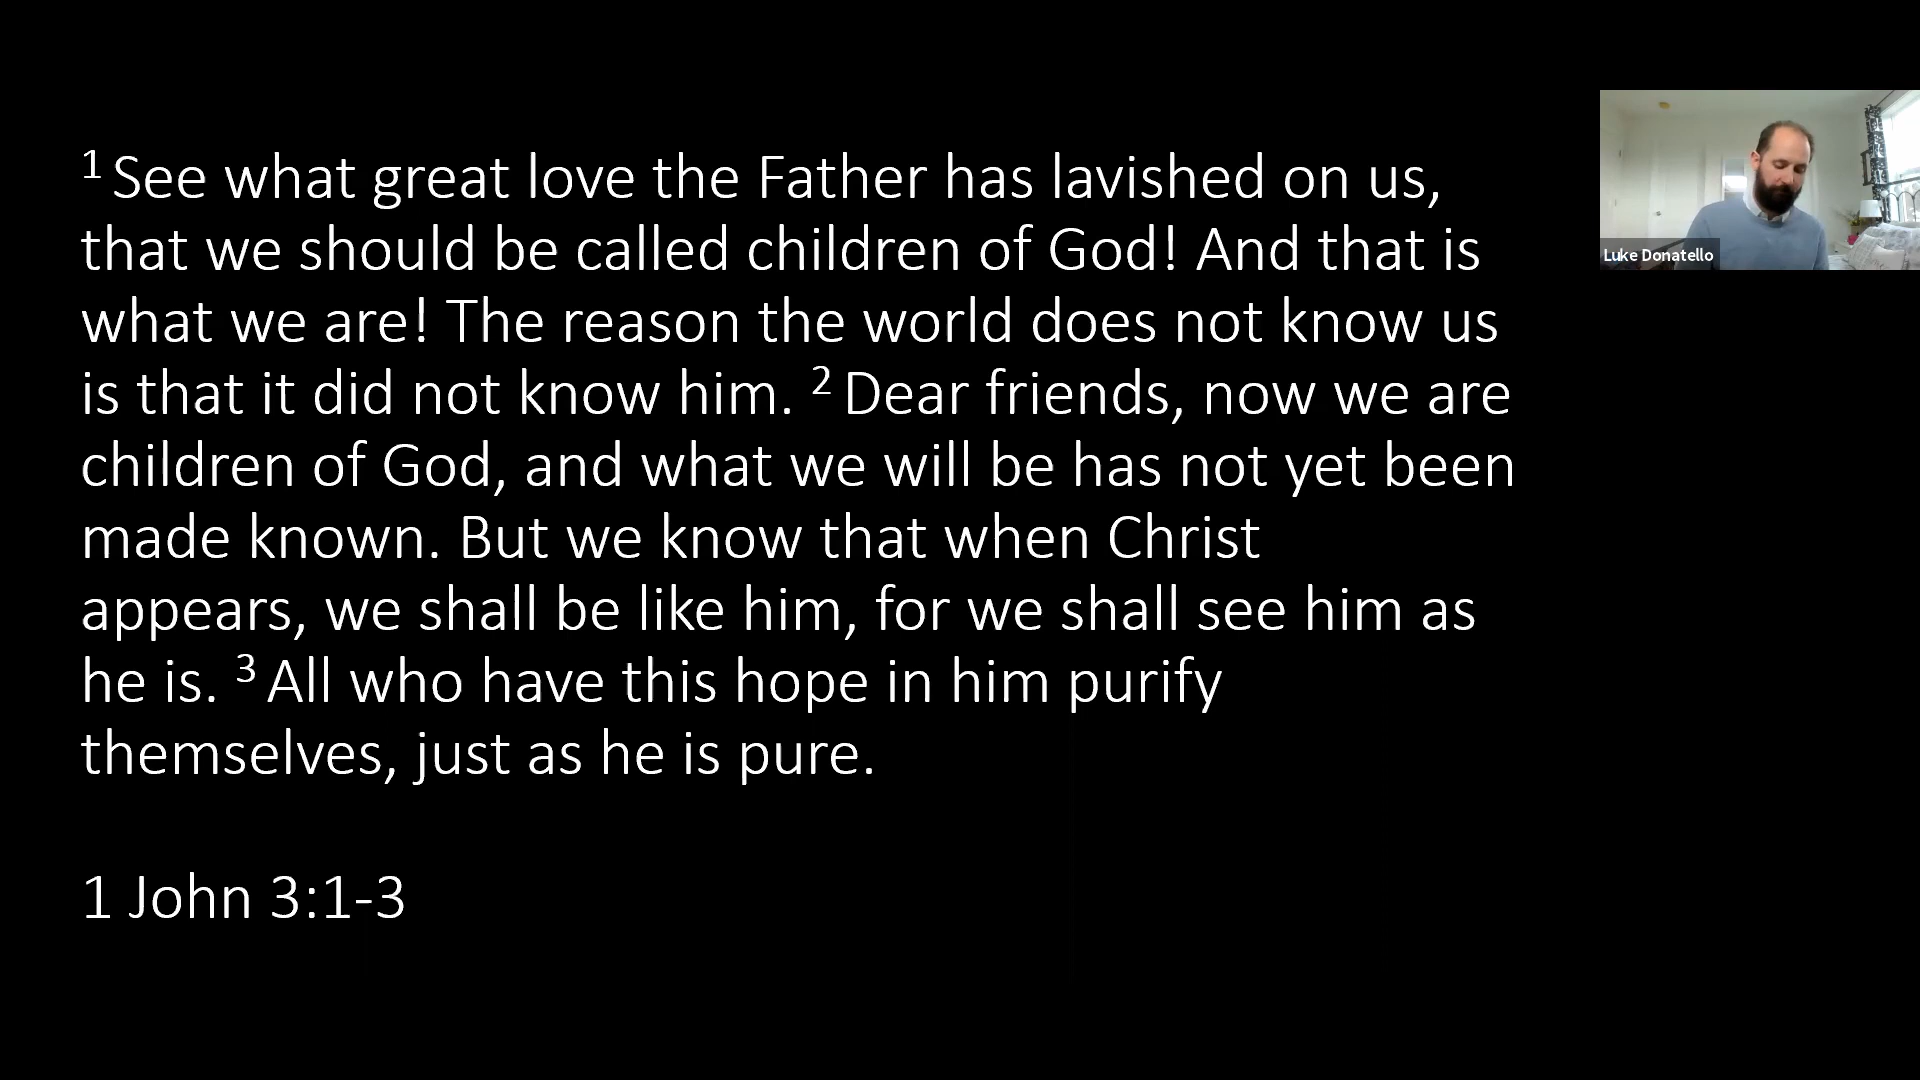 1 See what great love the Father has lavished on us,
that we should be called children of God! And that is
what we are! The reason the world does not know us
is that it did not know him. 2 Dear friends, now we are
children of God, and what we will be has not yet been
made known. But we know that when Christ
appears, we shall be like him, for we shall see him as
he is. 3 All who have this hope in him purify
themselves, just as he is pure.
1 John 3:1-3
Luke Donatello